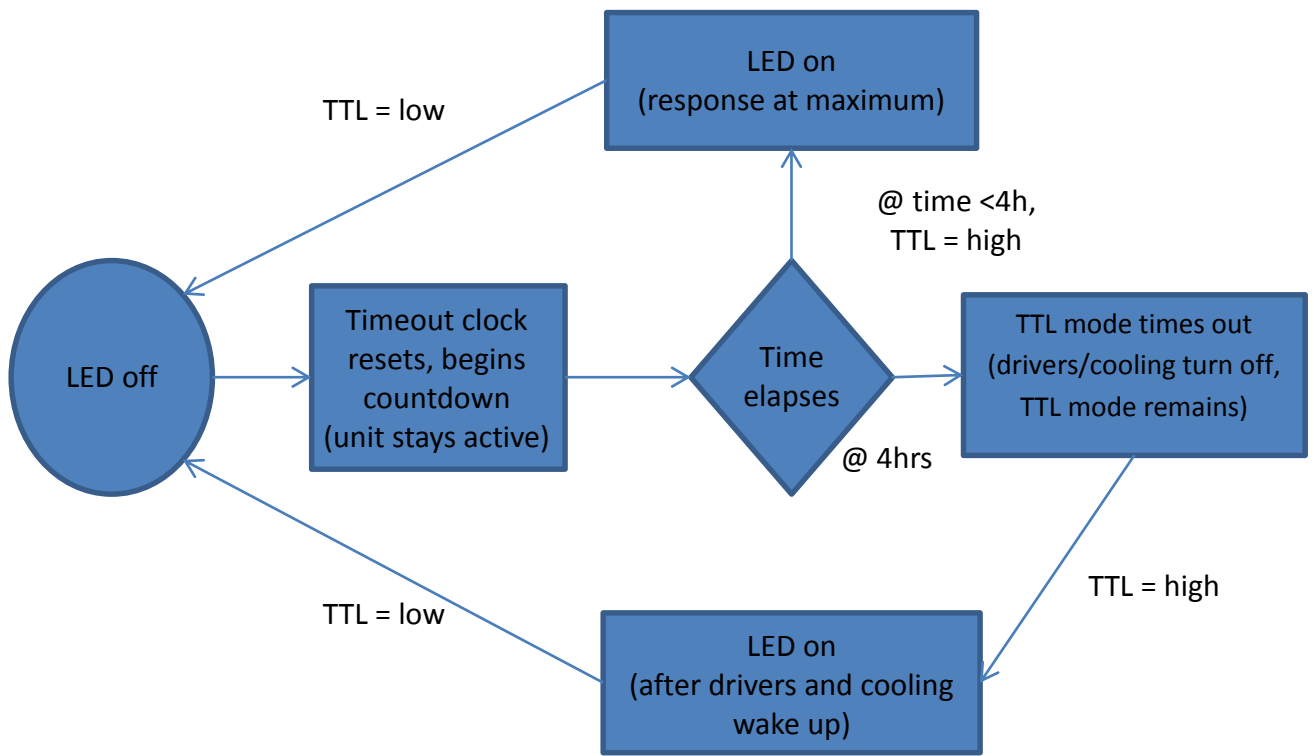 LED on
(response at maximum)
TTL = low
@ time <4h,
TTL = high
LED off
Timeout clock
resets, begins
countdown
(unit stays active)
Time
elapses
TTL mode times out
(drivers/cooling turn off,
TTL mode remains)
@ 4hrs
TTL = high
TTL = low
LED on
(after drivers and cooling
wake up)